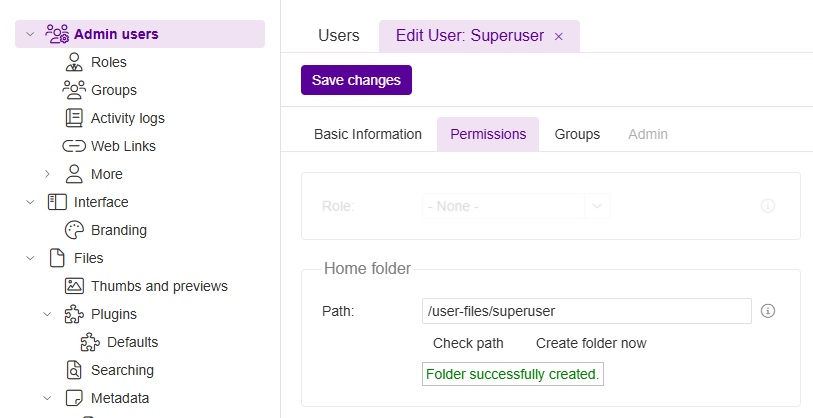 Admin users
Roles
Groups
Activity logs
Web Links
More
Interface
Branding
Files
Thumbs and previews
Plugins
Defaults
Searching
Metadata
Users
Edit User: Superuser ×
Save changes
Basic Information Permissions Groups Admin
Role: - None -
Home folder
Path: /user-files/superuser
Check path Create folder now
Folder successfully created.